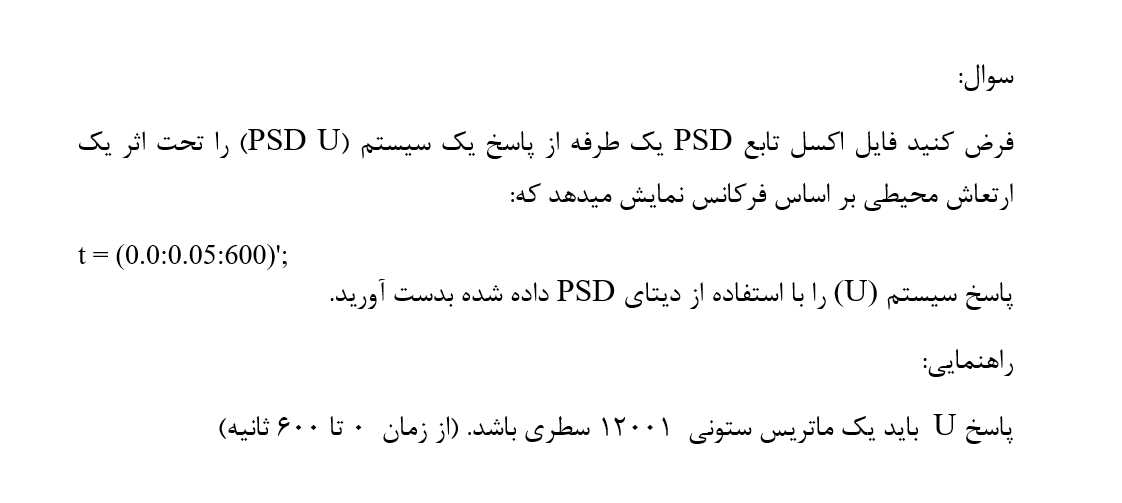 سوال:
فرض کنید فایل اکسل تابع PSD یک طرفه از پاسخ یک سیستم (PSD U) را تحت اثر یک
ارتعاش محیطی بر اساس فرکانس نمایش میدهد که:
t = (0.0:0.05:600)';
پاسخ سیستم (U) را با استفاده از دیتای PSD داده شده بدست آورید.
راهنمایی:
پاسخ U باید یک ماتریس ستونی ۱۲۰۰۱ سطری باشد. (از زمان ۰ تا ۶۰۰ ثانیه)